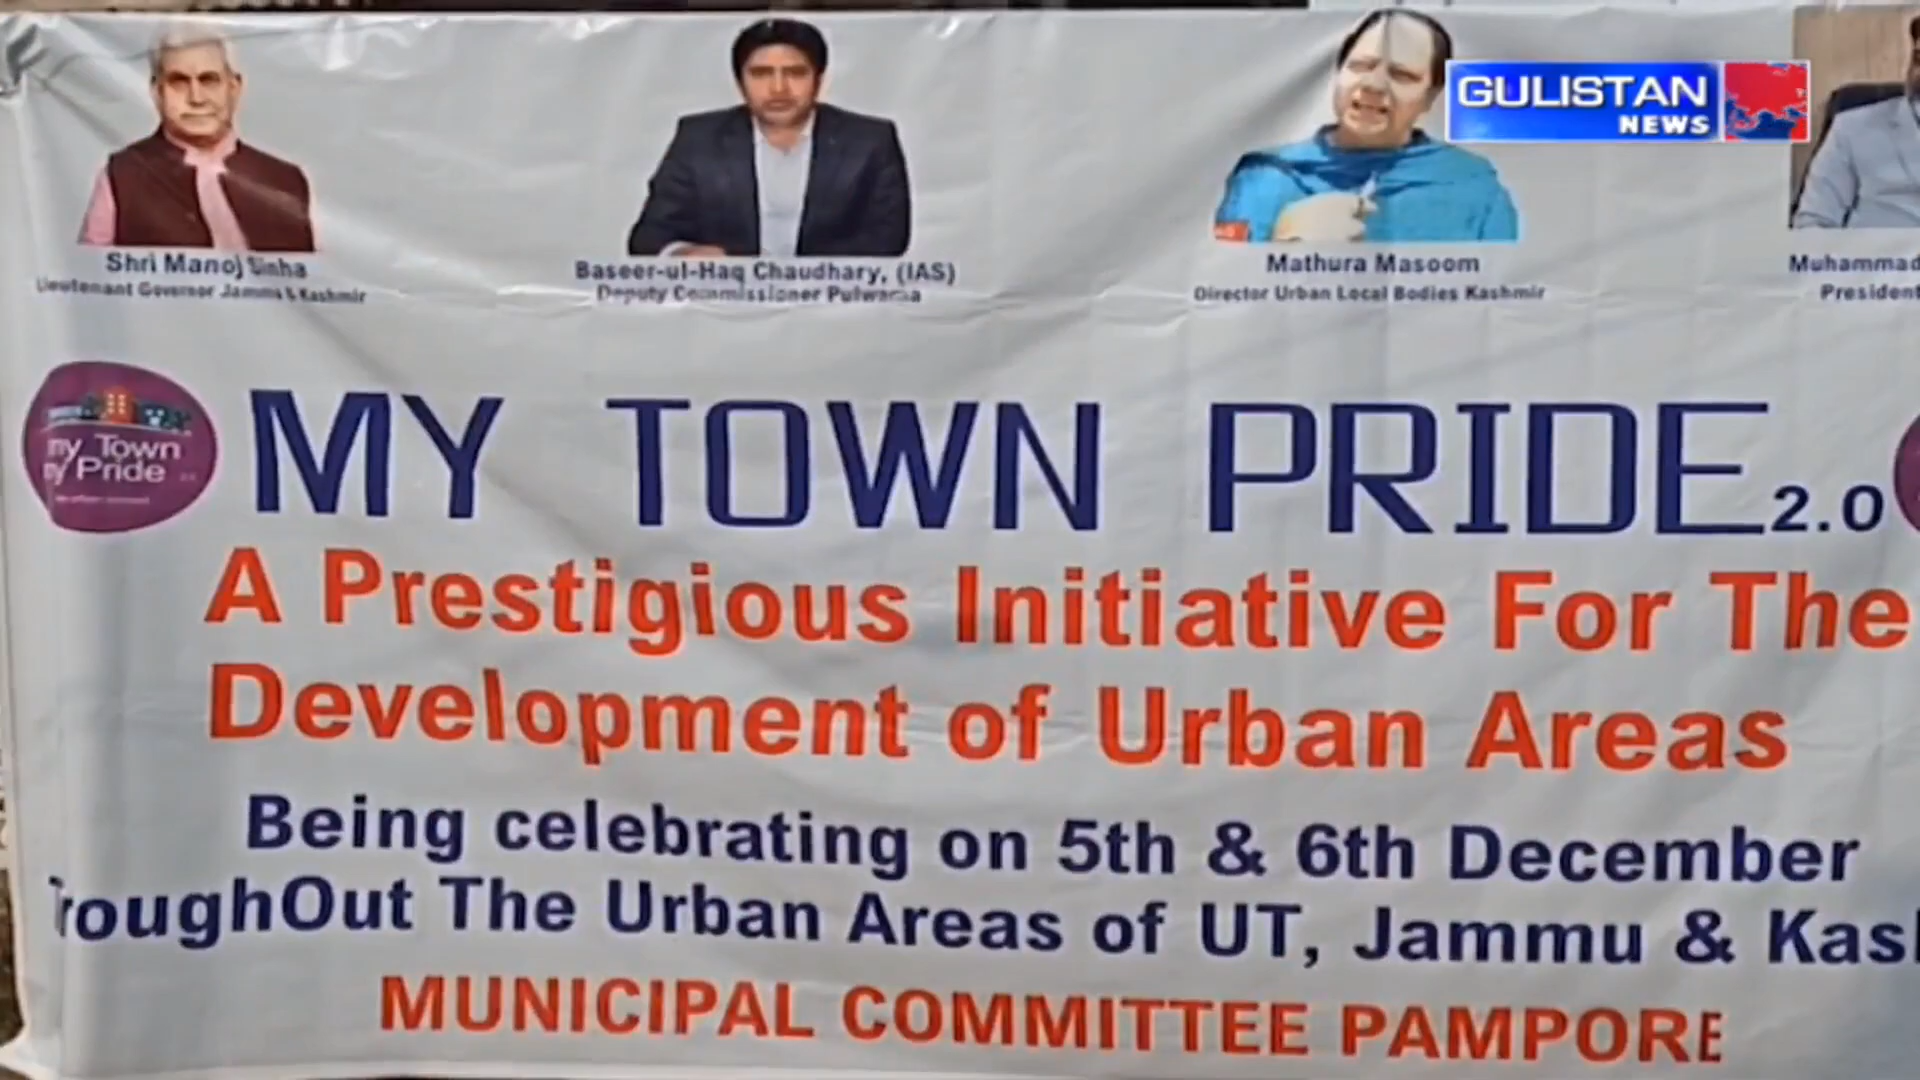 GULISTAN
NEWS
Shri Manoj Sinha
Lieutenant Governor Jammu & Kashmir
Baseer-ul-Haq Chaudhary, (IAS)
Deputy Commissioner Pulwama
Mathura Masoom
Director Urban Local Bodies Kashmir
Muhammad
President
my Town
my Pride
MY TOWN PRIDE 2.0
A Prestigious Initiative For The
Development of Urban Areas
Being celebrating on 5th & 6th December
roughOut The Urban Areas of UT, Jammu & Kas
MUNICIPAL COMMITTEE PAMPORE